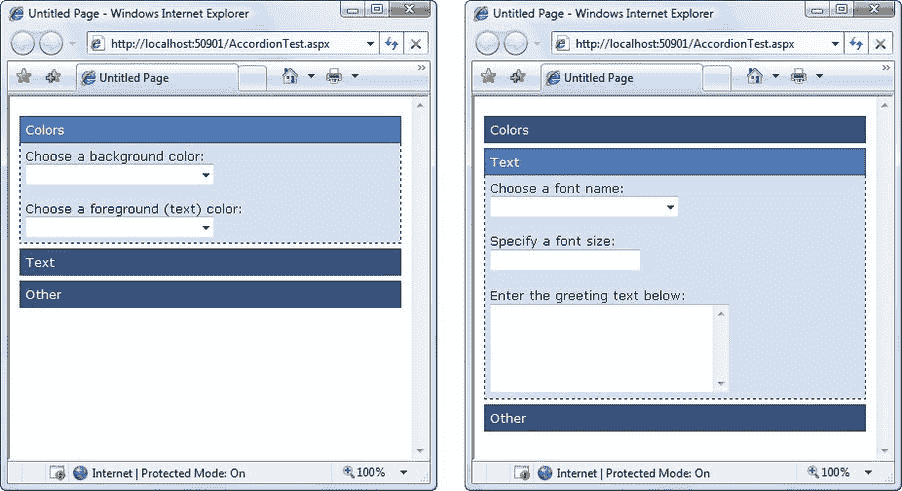 Untitled Page - Windows Internet Explorer
http://localhost:50901/AccordionTest.aspx
Untitled Page
Colors
Choose a background color:
Choose a foreground (text) color:
Text
Other
Internet | Protected Mode: On
100%
Untitled Page - Windows Internet Explorer
http://localhost:50901/AccordionTest.aspx
Untitled Page
Colors
Text
Choose a font name:
Specify a font size:
Enter the greeting text below:
Other
Internet | Protected Mode: On
100%